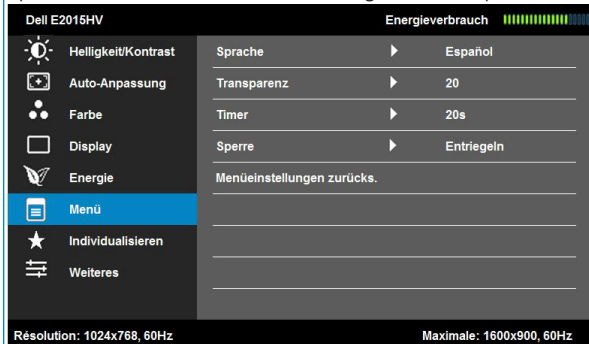 Dell E2015HV Energieverbrauch
Helligkeit/Kontrast Sprache Español
Auto-Anpassung Transparenz 20
Farbe Timer 20s
Display Sperre Entriegeln
Energie Menüeinstellungen zurücks.
Menü
Individualisieren
Weiteres
Résolution: 1024x768, 60Hz Maximale: 1600x900, 60Hz